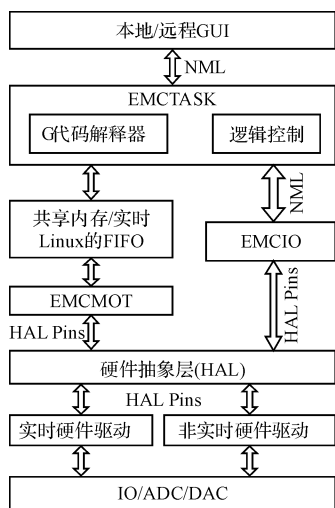 本地/远程GUI
NML
EMCTASK
G代码解释器
逻辑控制
共享内存/实时
Linux的FIFO
NML
EMCIO
EMCMOT
HAL Pins
HAL Pins
硬件抽象层(HAL)
HAL Pins
实时硬件驱动
非实时硬件驱动
IO/ADC/DAC